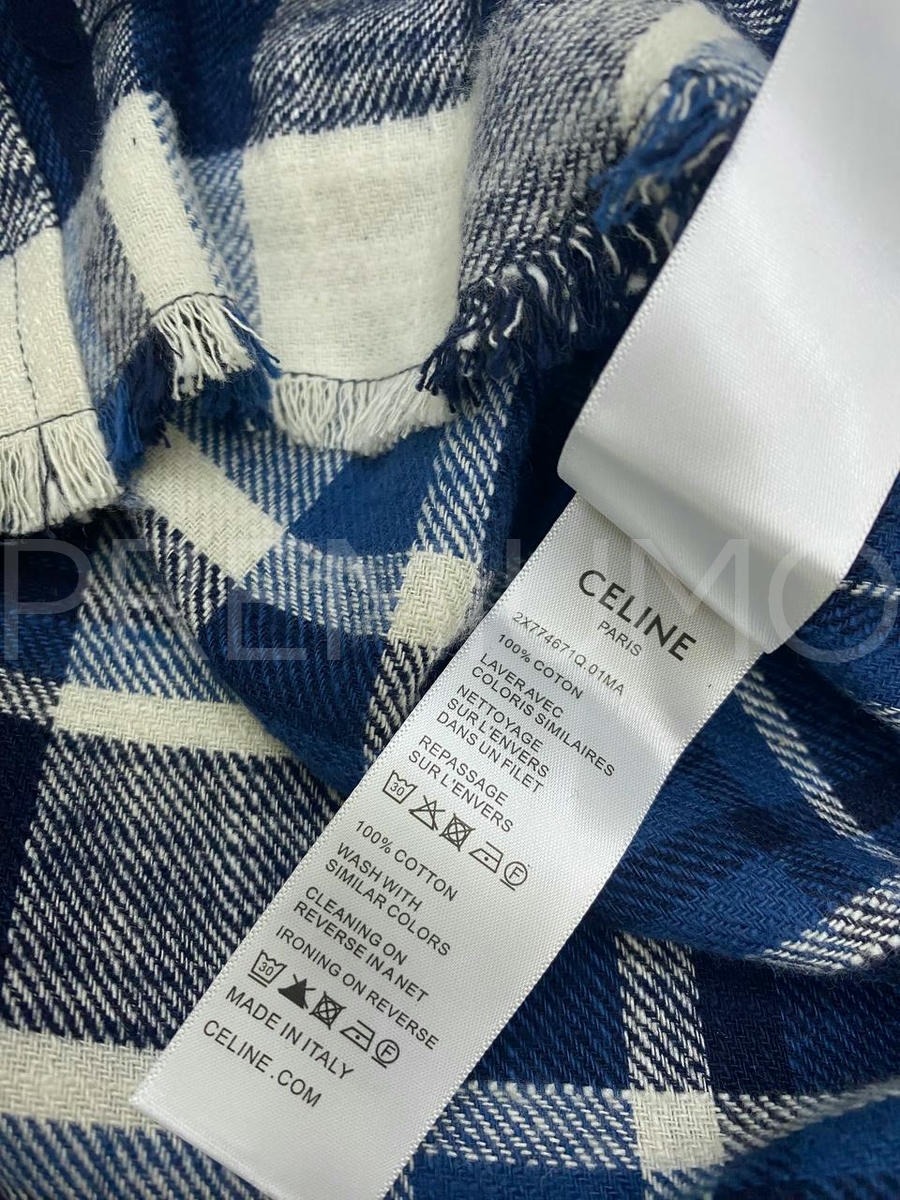 PREMIUMO
CELINE
PARIS
2X774671Q.01MA
100% COTON
LAVER AVEC
COLORIS SIMILAIRES
NETTOYAGE
SUR L'ENVERS
DANS UN FILET
REPASSAGE
SUR L'ENVERS
30
F
100% COTTON
WASH WITH
SIMILAR COLORS
CLEANING ON
REVERSE IN A NET
IRONING ON REVERSE
30
F
MADE IN ITALY
CELINE .COM